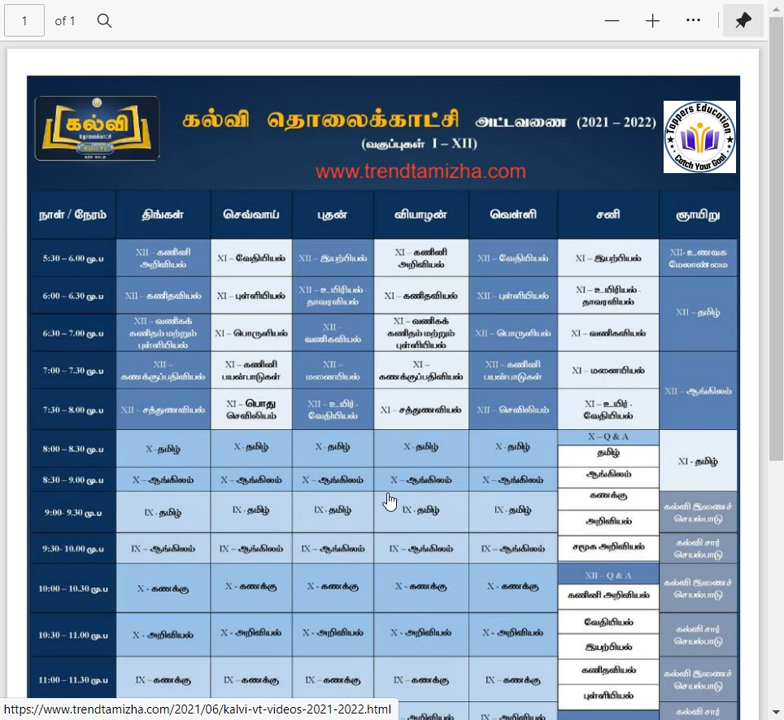 1 of 1
கல்வி
கல்வி தொலைக்காட்சி அட்டவணை (2021 – 2022)
(வகுப்புகள் I – XII)
Toppers Education
Catch Your Goal
www.trendtamizha.com
நாள் / நேரம் திங்கள் செவ்வாய் புதன் வியாழன் வெள்ளி சனி ஞாயிறு
5:30 – 6.00 மு.ப XII – கணினி அறிவியல் XI – வேதியியல் XII – இயற்பியல் XI – கணினி அறிவியல் XII – வேதியியல் XI – இயற்பியல் XII- உணவக மேலாண்மை
6:00 – 6.30 மு.ப XII – கணிதவியல் XI – புள்ளியியல் XII – உயிரியல் - தாவரவியல் XI – கணிதவியல் XII – புள்ளியியல் XI – உயிரியல் - தாவரவியல் XII – தமிழ்
6:30 – 7.00 மு.ப XII – வணிகக் கணிதம் மற்றும் புள்ளியியல் XI – பொருளியல் XII – வணிகவியல் XI – வணிகக் கணிதம் மற்றும் புள்ளியியல் XII – பொருளியல் XI – வணிகவியல்
7:00 – 7.30 மு.ப XII – கணக்குப்பதிவியல் XI – கணினி பயன்பாடுகள் XII – மனையியல் XI – கணக்குப்பதிவியல் XII – கணினி பயன்பாடுகள் XI – மனையியல் XII – ஆங்கிலம்
7:30 – 8.00 மு.ப XII – சத்துணவியல் XI – பொது செவிலியம் XII – உயிர் - வேதியியல் XI – சத்துணவியல் XII – செவிலியம் XI – உயிர் - வேதியியல்
8:00 – 8.30 மு.ப X - தமிழ் X - தமிழ் X - தமிழ் X - தமிழ் X - தமிழ் X – Q & A தமிழ் XI - தமிழ்
8:30 – 9.00 மு.ப X – ஆங்கிலம் X – ஆங்கிலம் X – ஆங்கிலம் X – ஆங்கிலம் X – ஆங்கிலம் ஆங்கிலம்
9:00- 9.30 மு.ப IX - தமிழ் IX - தமிழ் IX - தமிழ் IX - தமிழ் IX - தமிழ் கணக்கு அறிவியல் கல்வி இணைச் செயல்பாடு
9:30- 10.00 மு.ப IX – ஆங்கிலம் IX – ஆங்கிலம் IX – ஆங்கிலம் IX – ஆங்கிலம் IX – ஆங்கிலம் சமூக அறிவியல் கல்வி சார் செயல்பாடு
10:00 – 10.30 மு.ப X - கணக்கு X - கணக்கு X - கணக்கு X - கணக்கு X - கணக்கு XII – Q & A கணினி அறிவியல் கல்வி இணைச் செயல்பாடு
10:30 – 11.00 மு.ப X - அறிவியல் X - அறிவியல் X - அறிவியல் X - அறிவியல் X - அறிவியல் வேதியியல் இயற்பியல் கல்வி சார் செயல்பாடு
11:00 – 11.30 மு.ப IX – கணக்கு IX – கணக்கு IX – கணக்கு IX – கணக்கு IX – கணக்கு கணிதவியல் புள்ளியியல் கல்வி இணைச் செயல்பாடு
கல்வி சார்
https://www.trendtamizha.com/2021/06/kalvi-vt-videos-2021-2022.html